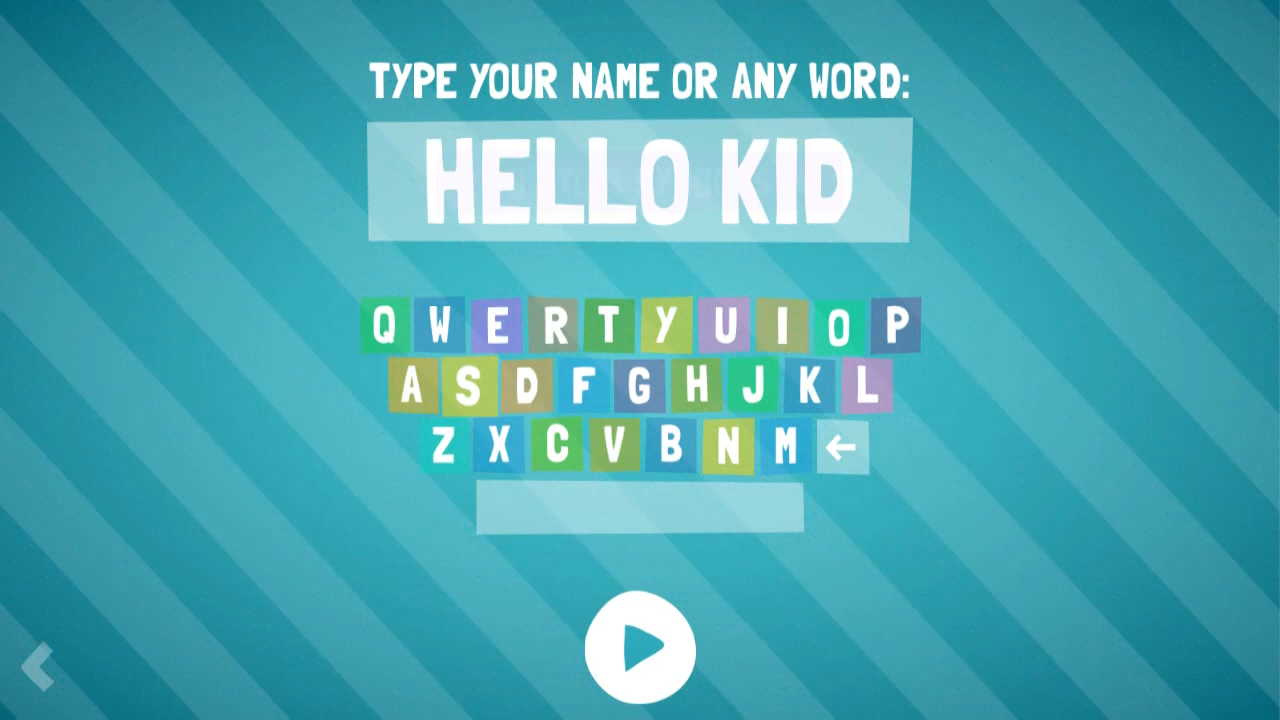 TYPE YOUR NAME OR ANY WORD:
HELLO KID
Q W E R T Y U I O P
A S D F G H J K L
Z X C V B N M ←